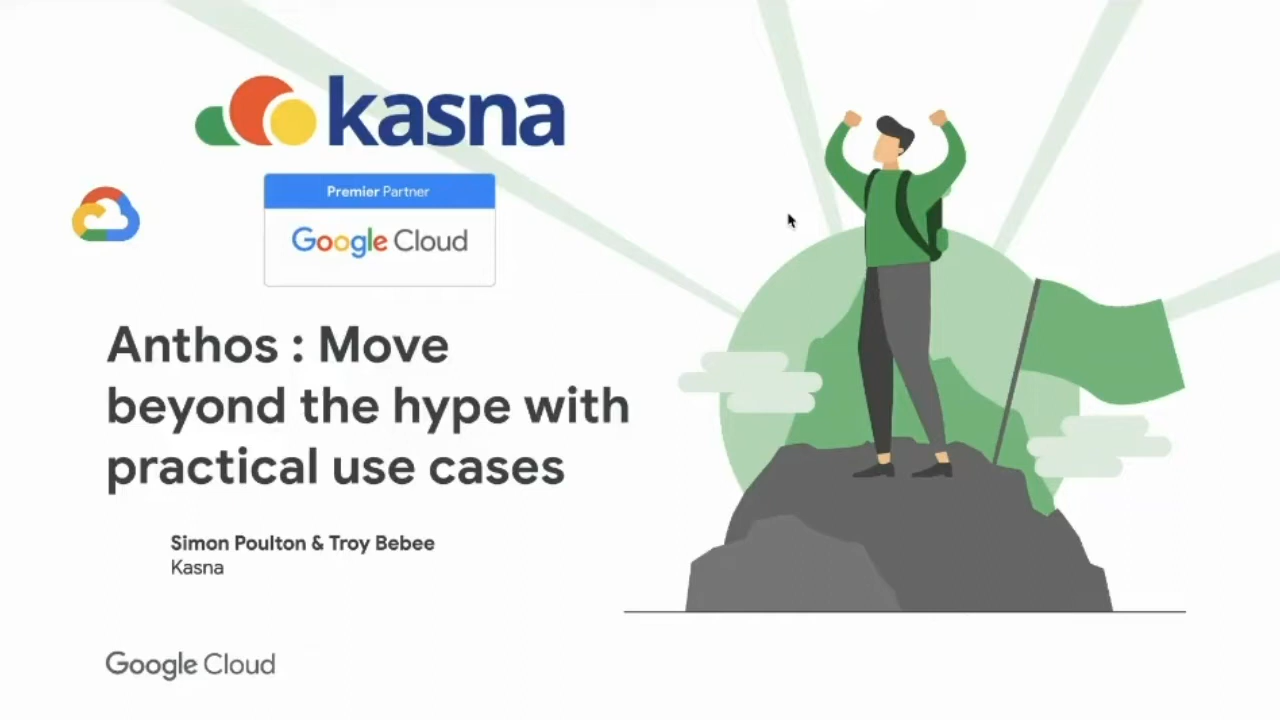 kasna
Premier Partner
Google Cloud
Anthos : Move
beyond the hype with
practical use cases
Simon Poulton & Troy Bebee
Kasna
Google Cloud